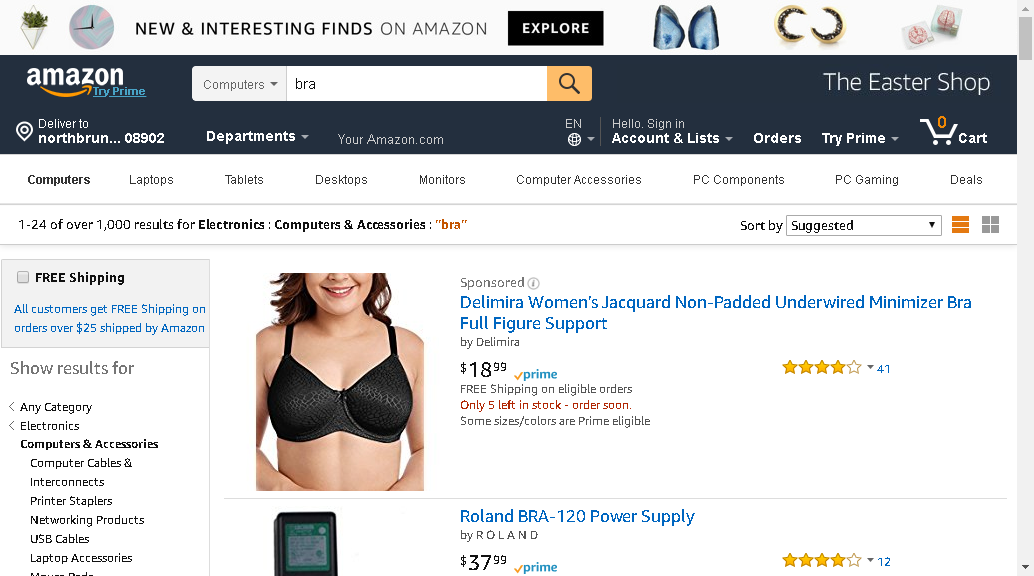 NEW & INTERESTING FINDS ON AMAZON EXPLORE
amazon
Try Prime
Computers
bra
The Easter Shop
Deliver to
northbrun... 08902
Departments
Your Amazon.com
EN
Hello. Sign in
Account & Lists
Orders
Try Prime
0
Cart
Computers Laptops Tablets Desktops Monitors Computer Accessories PC Components PC Gaming Deals
1-24 of over 1,000 results for Electronics : Computers & Accessories : "bra"
Sort by Suggested
FREE Shipping
All customers get FREE Shipping on
orders over $25 shipped by Amazon
Show results for
Any Category
Electronics
Computers & Accessories
Computer Cables &
Interconnects
Printer Staplers
Networking Products
USB Cables
Laptop Accessories
Mouse Pads
Sponsored
Delimira Women's Jacquard Non-Padded Underwired Minimizer Bra
Full Figure Support
by Delimira
$18 99 prime
41
FREE Shipping on eligible orders
Only 5 left in stock - order soon.
Some sizes/colors are Prime eligible
Roland BRA-120 Power Supply
by R O L A N D
$37 99 prime
12